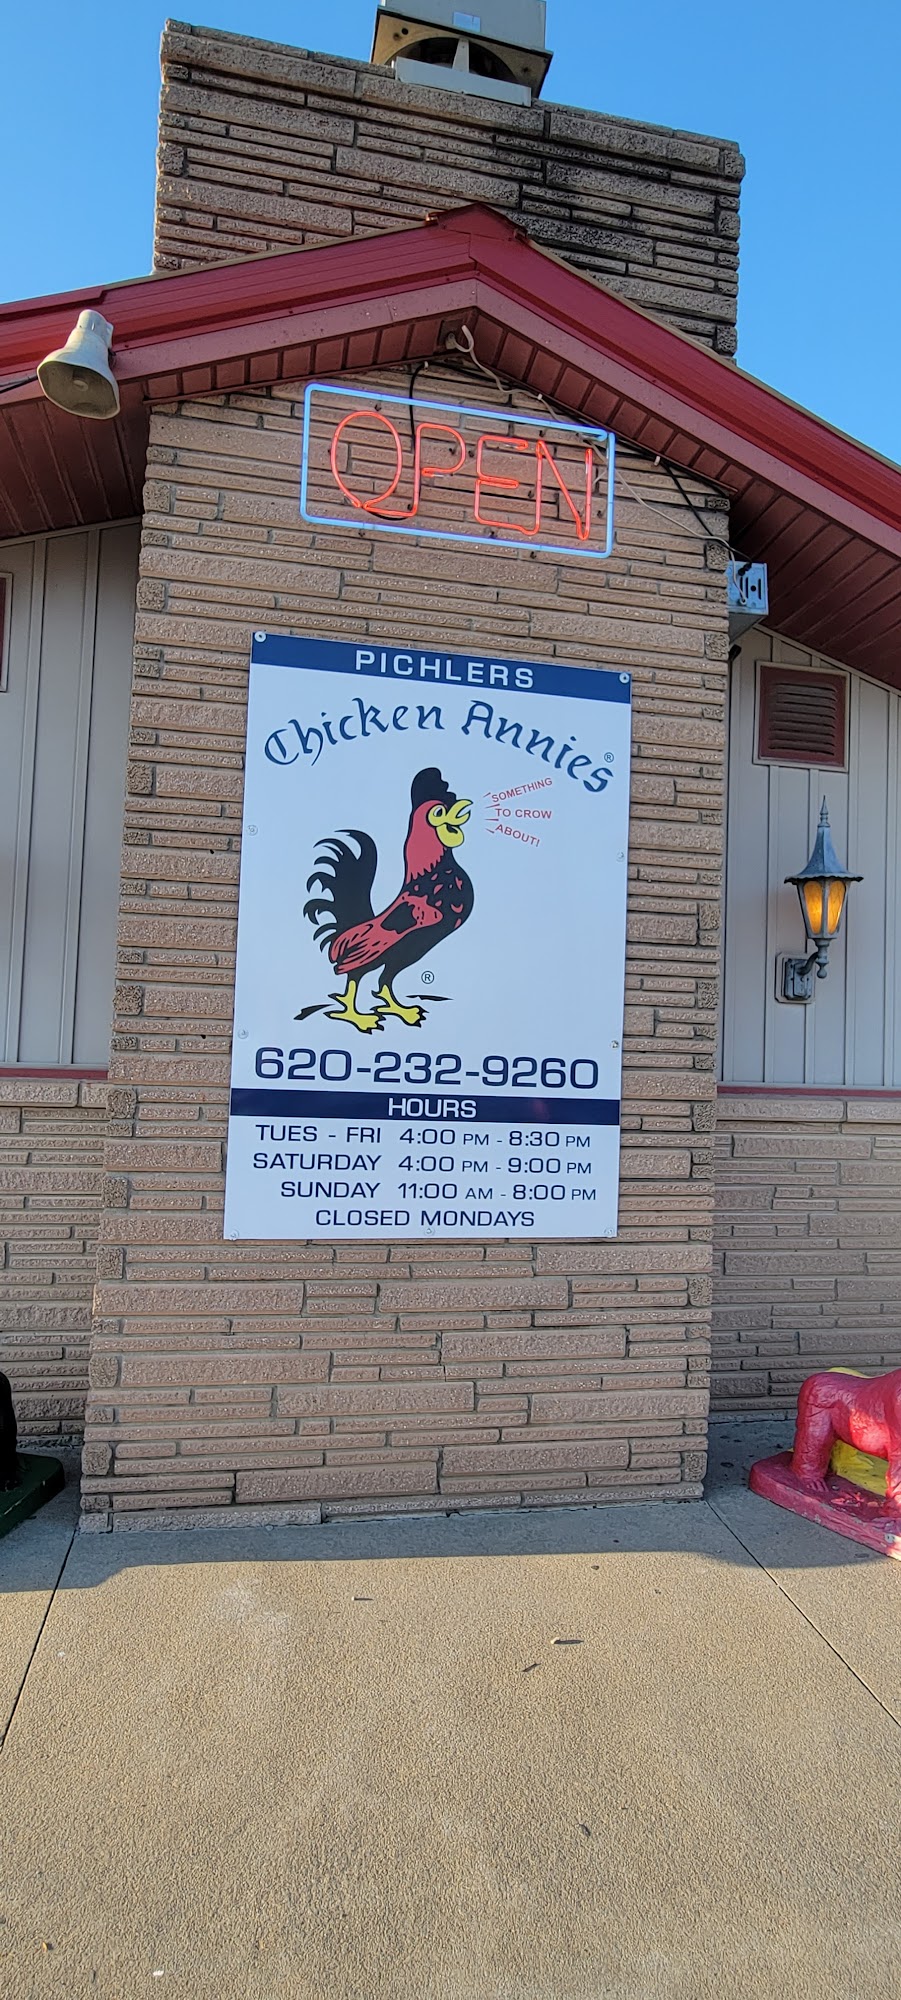 OPEN
PICHLERS
Chicken Annies®
SOMETHING
TO CROW
ABOUT!
®
620-232-9260
HOURS
TUES - FRI 4:00 PM - 8:30 PM
SATURDAY 4:00 PM - 9:00 PM
SUNDAY 11:00 AM - 8:00 PM
CLOSED MONDAYS